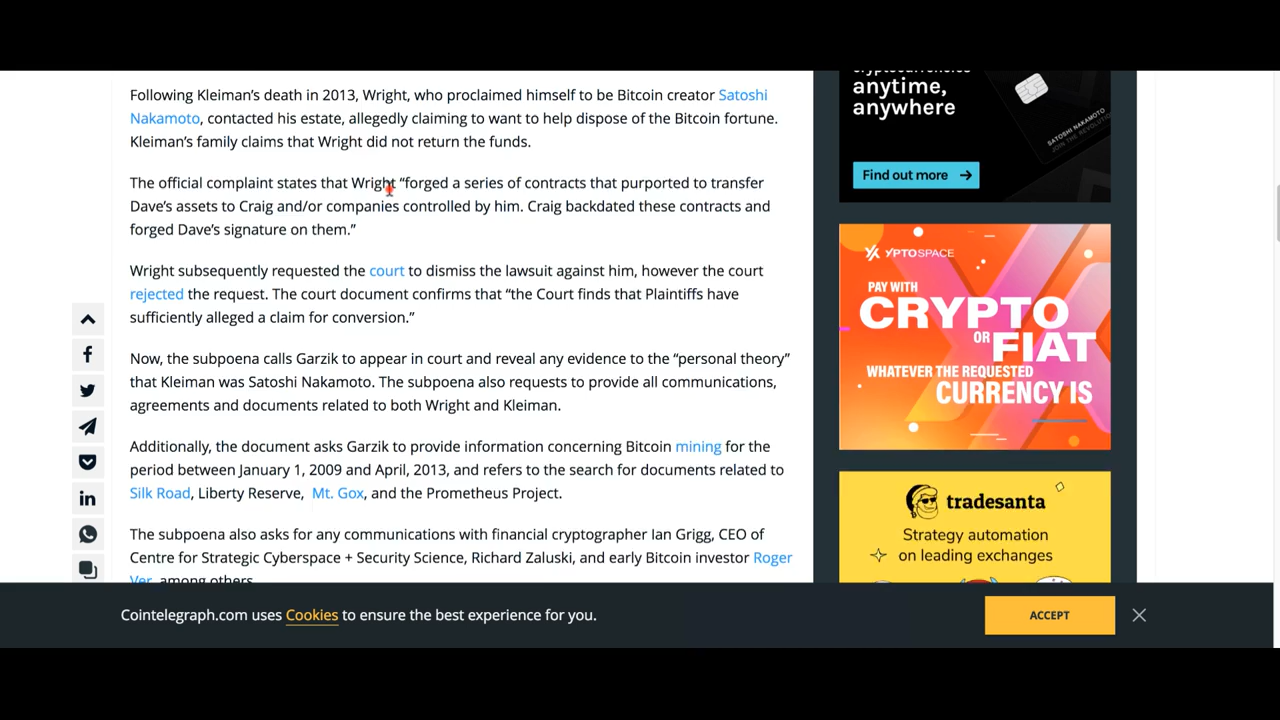 Following Kleiman’s death in 2013, Wright, who proclaimed himself to be Bitcoin creator Satoshi
Nakamoto, contacted his estate, allegedly claiming to want to help dispose of the Bitcoin fortune.
Kleiman’s family claims that Wright did not return the funds.
The official complaint states that Wright “forged a series of contracts that purported to transfer
Dave’s assets to Craig and/or companies controlled by him. Craig backdated these contracts and
forged Dave’s signature on them.”
Wright subsequently requested the court to dismiss the lawsuit against him, however the court
rejected the request. The court document confirms that “the Court finds that Plaintiffs have
sufficiently alleged a claim for conversion.”
Now, the subpoena calls Garzik to appear in court and reveal any evidence to the “personal theory”
that Kleiman was Satoshi Nakamoto. The subpoena also requests to provide all communications,
agreements and documents related to both Wright and Kleiman.
Additionally, the document asks Garzik to provide information concerning Bitcoin mining for the
period between January 1, 2009 and April, 2013, and refers to the search for documents related to
Silk Road, Liberty Reserve, Mt. Gox, and the Prometheus Project.
The subpoena also asks for any communications with financial cryptographer Ian Grigg, CEO of
Centre for Strategic Cyberspace + Security Science, Richard Zaluski, and early Bitcoin investor Roger
Ver, among others.
cryptocurrencies
anytime,
anywhere
SATOSHI NAKAMOTO
Find out more
YPTOSPACE
PAY WITH
CRYPTO
OR
FIAT
WHATEVER THE REQUESTED
CURRENCY IS
tradesanta
Strategy automation
on leading exchanges
Cointelegraph.com uses Cookies to ensure the best experience for you.
ACCEPT